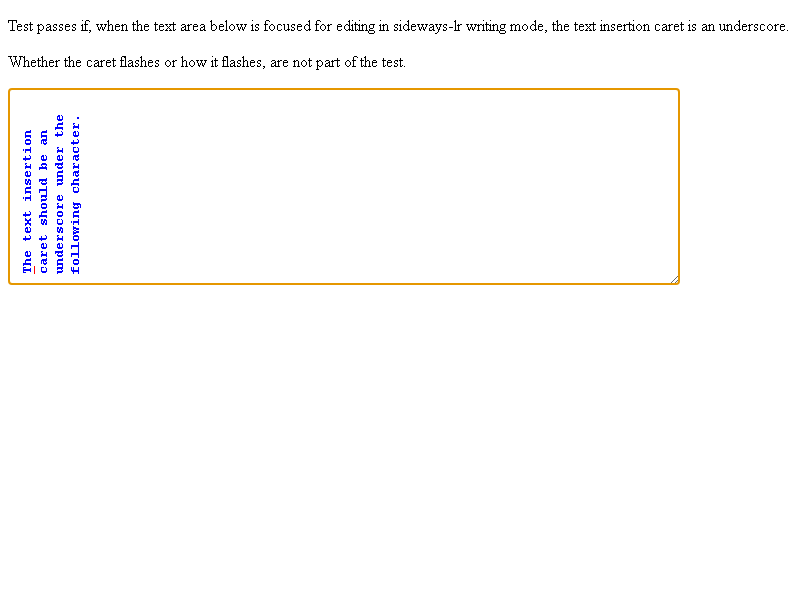 Test passes if, when the text area below is focused for editing in sideways-lr writing mode, the text insertion caret is an underscore.
Whether the caret flashes or how it flashes, are not part of the test.
The text insertion
caret should be an
underscore under the
following character.